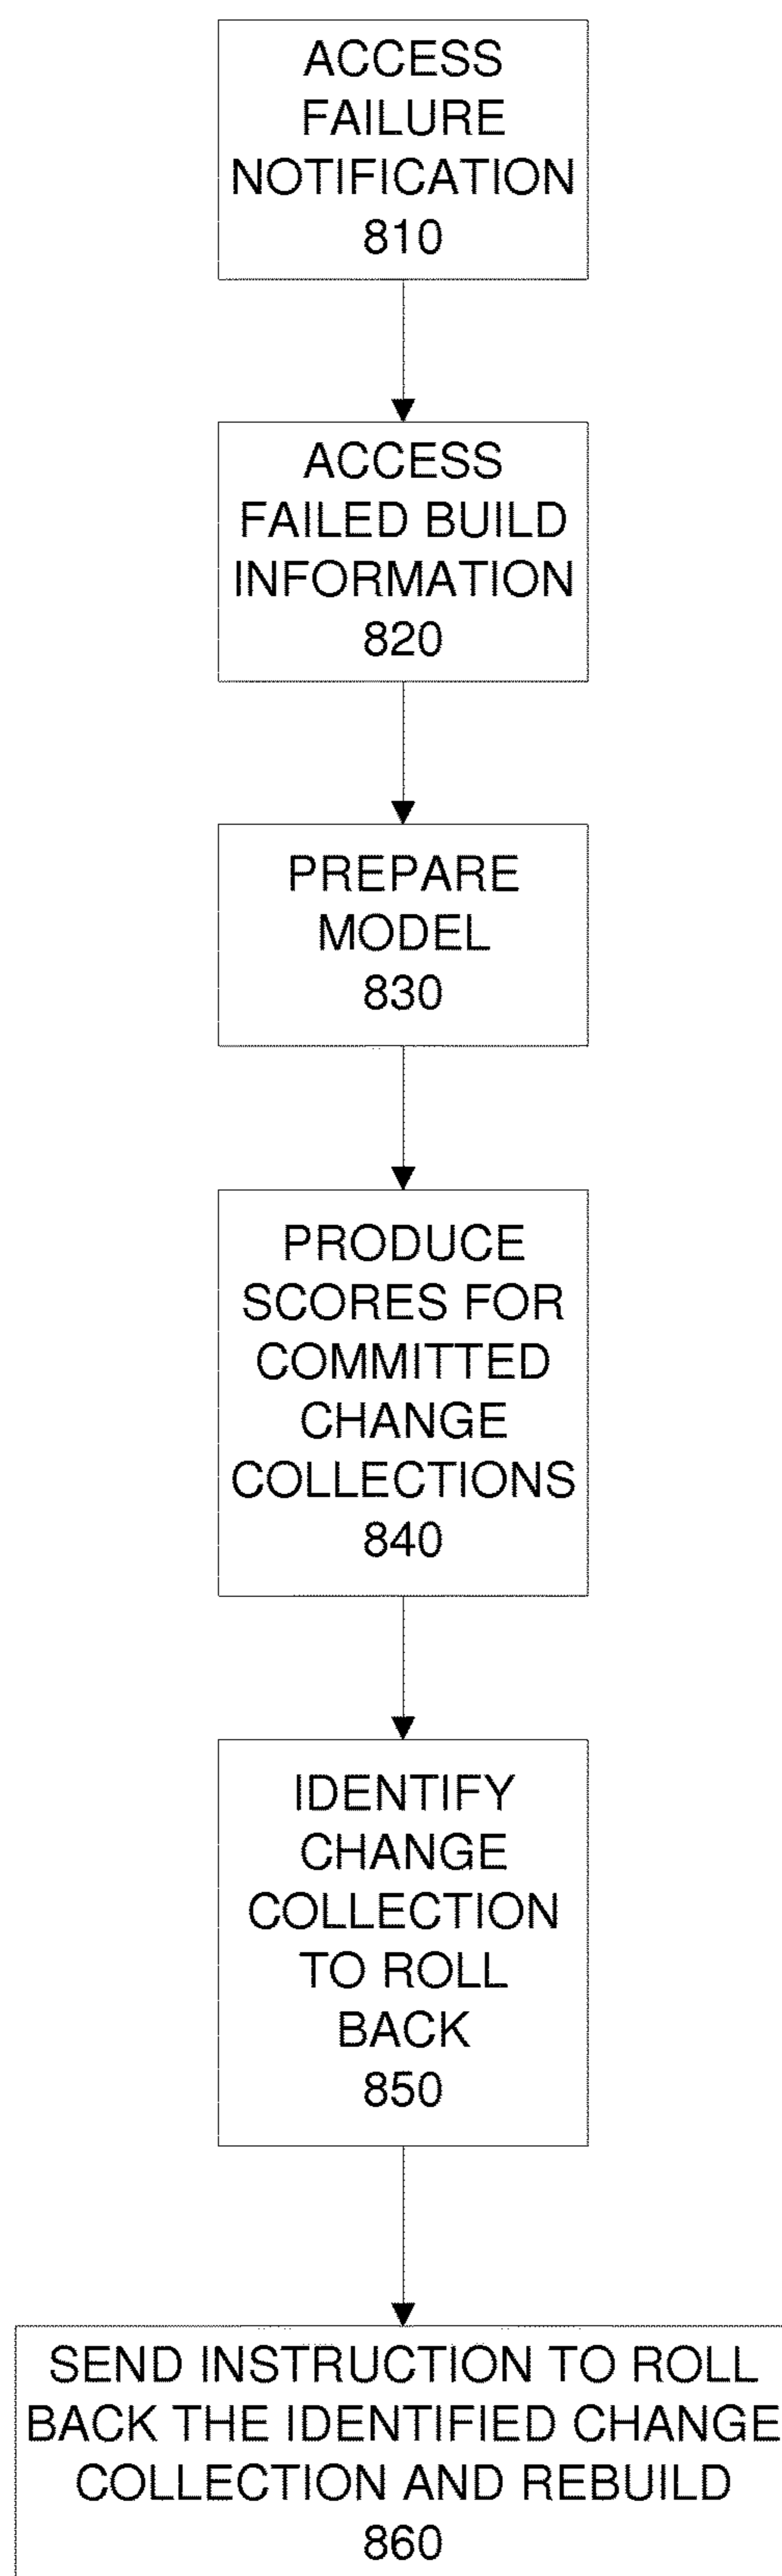 ACCESS
FAILURE
NOTIFICATION
810
ACCESS
FAILED BUILD
INFORMATION
820
PREPARE
MODEL
830
PRODUCE
SCORES FOR
COMMITTED
CHANGE
COLLECTIONS
840
IDENTIFY
CHANGE
COLLECTION
TO ROLL
BACK
850
SEND INSTRUCTION TO ROLL
BACK THE IDENTIFIED CHANGE
COLLECTION AND REBUILD
860